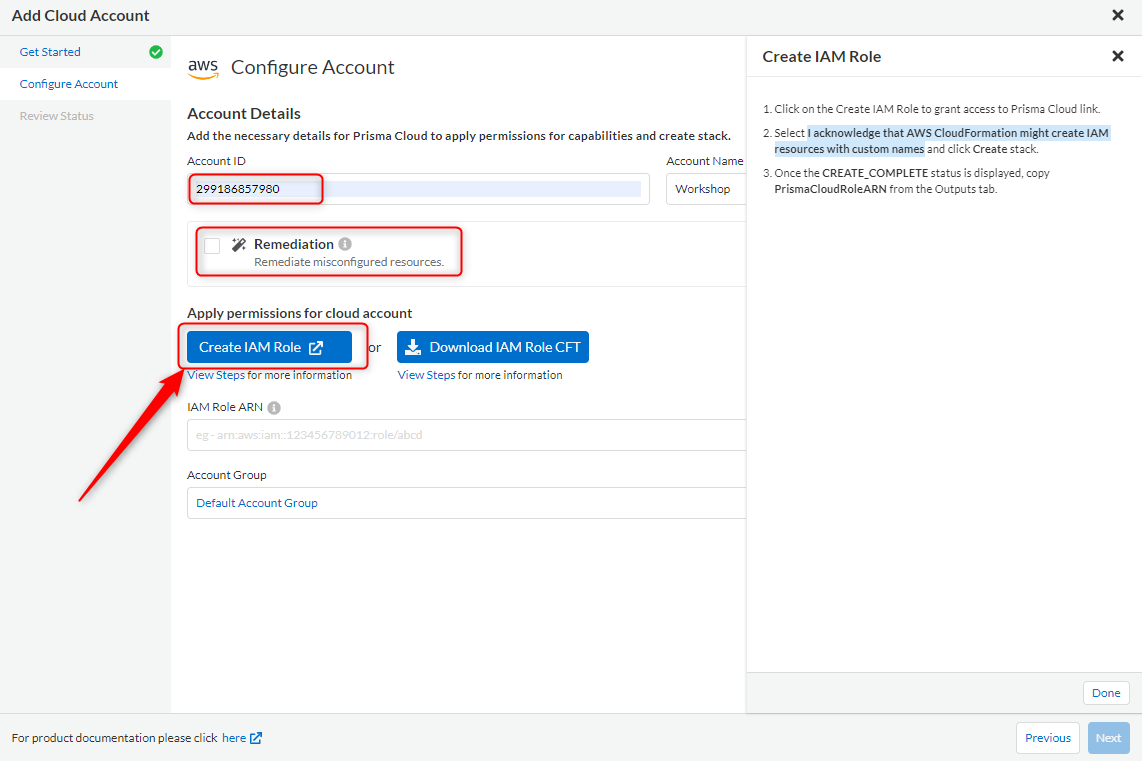 Add Cloud Account
Get Started
Configure Account
Review Status
aws Configure Account
Account Details
Add the necessary details for Prisma Cloud to apply permissions for capabilities and create stack.
Account ID
299186857980
Account Name
Workshop
Remediation
Remediate misconfigured resources.
Apply permissions for cloud account
Create IAM Role
or
Download IAM Role CFT
View Steps for more information
View Steps for more information
IAM Role ARN
eg - arn:aws:iam::123456789012:role/abcd
Account Group
Default Account Group
Create IAM Role
1. Click on the Create IAM Role to grant access to Prisma Cloud link.
2. Select I acknowledge that AWS CloudFormation might create IAM
resources with custom names and click Create stack.
3. Once the CREATE_COMPLETE status is displayed, copy
PrismaCloudRoleARN from the Outputs tab.
Done
For product documentation please click here
Previous
Next